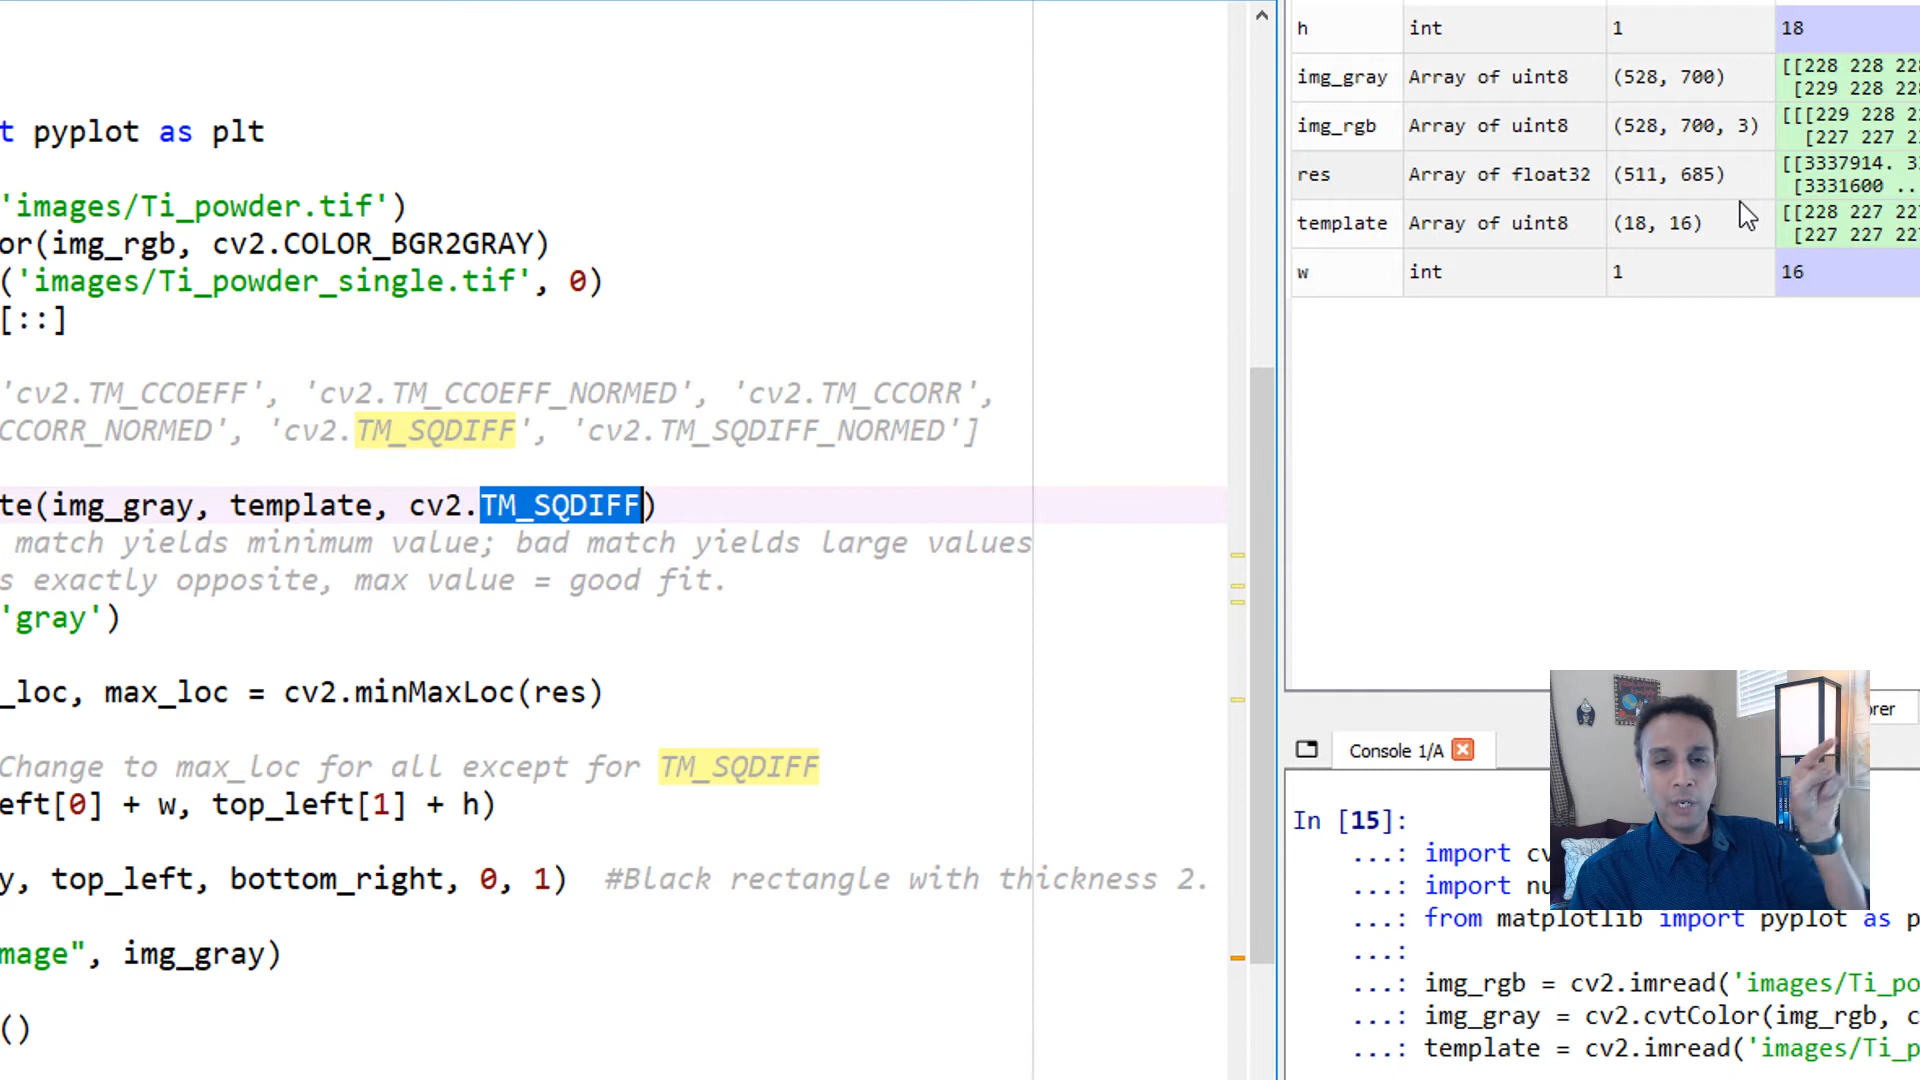 t pyplot as plt
'images/Ti_powder.tif')
or(img_rgb, cv2.COLOR_BGR2GRAY)
('images/Ti_powder_single.tif', 0)
[::]
'cv2.TM_CCOEFF', 'cv2.TM_CCOEFF_NORMED', 'cv2.TM_CCORR',
CCORR_NORMED', 'cv2.TM_SQDIFF', 'cv2.TM_SQDIFF_NORMED']
te(img_gray, template, cv2.TM_SQDIFF)
match yields minimum value; bad match yields large values
s exactly opposite, max value = good fit.
'gray')
_loc, max_loc = cv2.minMaxLoc(res)
Change to max_loc for all except for TM_SQDIFF
eft[0] + w, top_left[1] + h)
y, top_left, bottom_right, 0, 1)  #Black rectangle with thickness 2.
mage", img_gray)
()
h int 1 18
img_gray Array of uint8 (528, 700) [[228 228 228
[229 228 228
img_rgb Array of uint8 (528, 700, 3) [[[229 228 2
[227 227 2
res Array of float32 (511, 685) [[3337914. 3
[3331600 ..
template Array of uint8 (18, 16) [[228 227 227
[227 227 227
w int 1 16
orer
Console 1/A
In [15]:
...: import cv
...: import nu
...: from matplotlib import pyplot as p
...:
...: img_rgb = cv2.imread('images/Ti_po
...: img_gray = cv2.cvtColor(img_rgb, c
...: template = cv2.imread('images/Ti_p